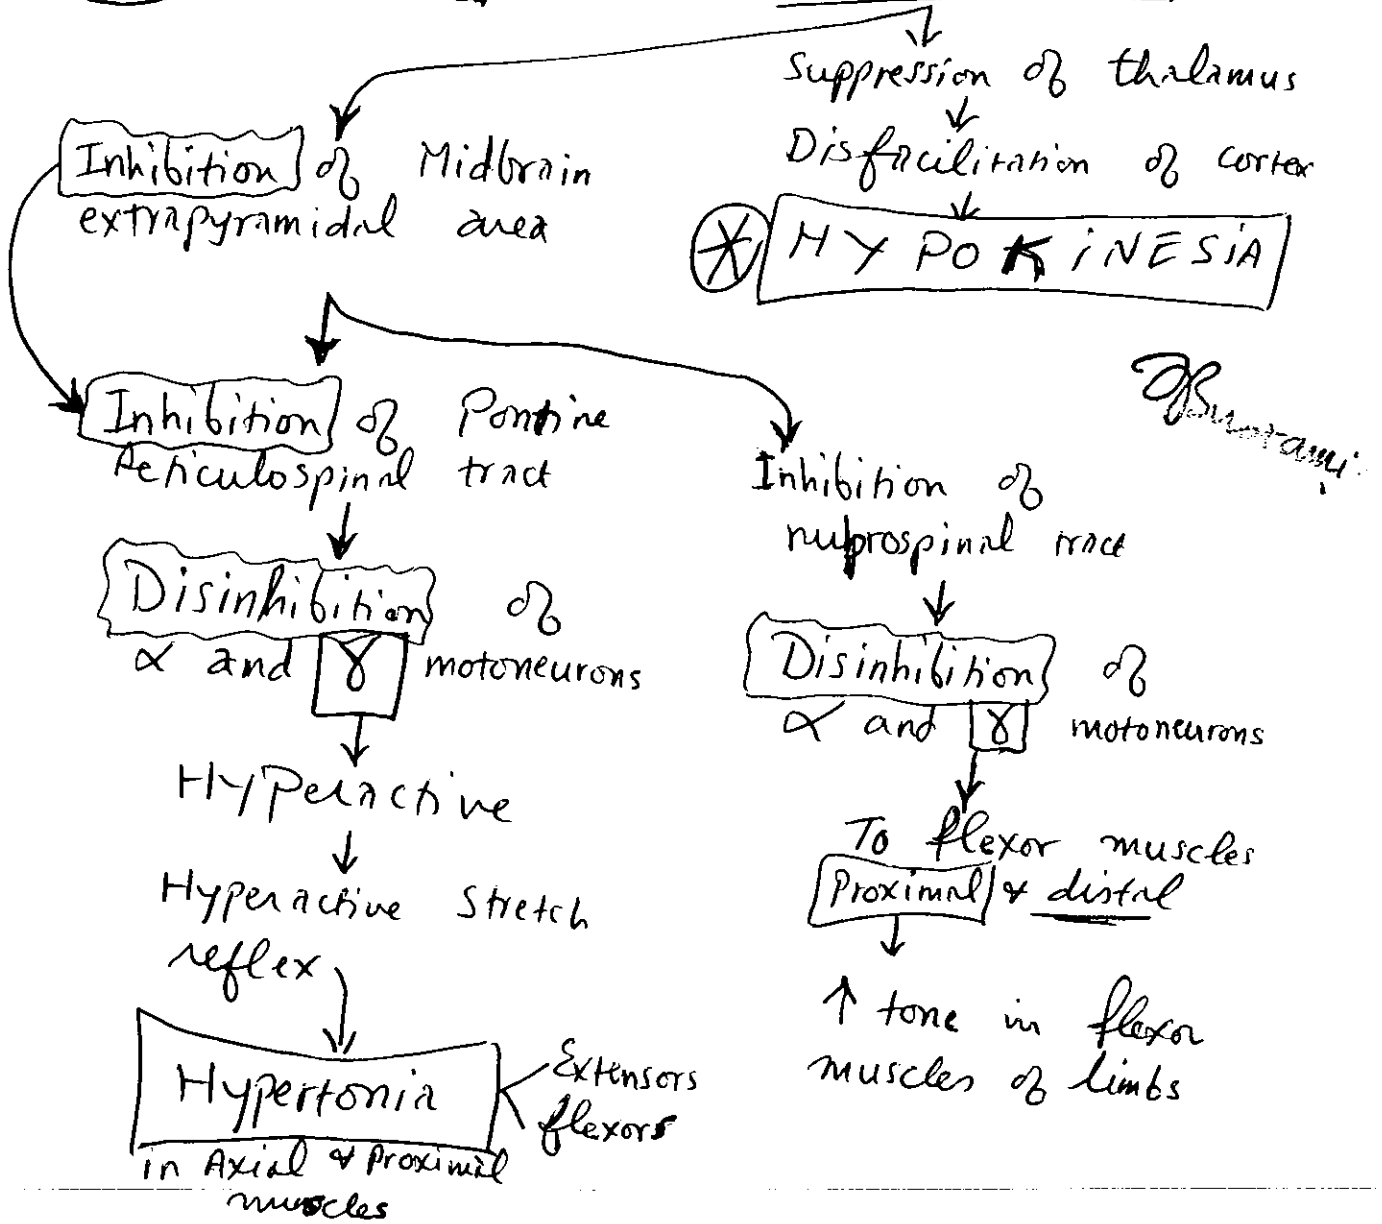 Suppression of thalamus
Disfacilitation of cortex
HYPOKINESIA
Inhibition of Midbrain
extrapyramidal area
Inhibition of Pontine
Reticulospinal tract
Disinhibition of
α and γ motoneurons
Hyperactive
Hyperactive Stretch
reflex
Hypertonia
Extensors
flexors
in Axial & Proximal
muscles
Inhibition of
rubrospinal tract
Disinhibition of
α and γ motoneurons
To flexor muscles
Proximal & distal
↑ tone in flexor
muscles of limbs